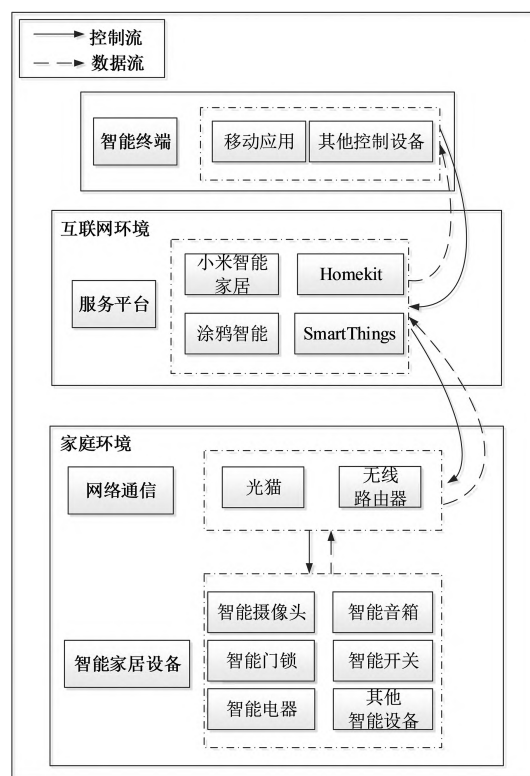 控制流
数据流
智能终端
移动应用
其他控制设备
互联网环境
服务平台
小米智能
家居
Homekit
涂鸦智能
SmartThings
家庭环境
网络通信
光猫
无线
路由器
智能家居设备
智能摄像头
智能音箱
智能门锁
智能开关
智能电器
其他
智能设备